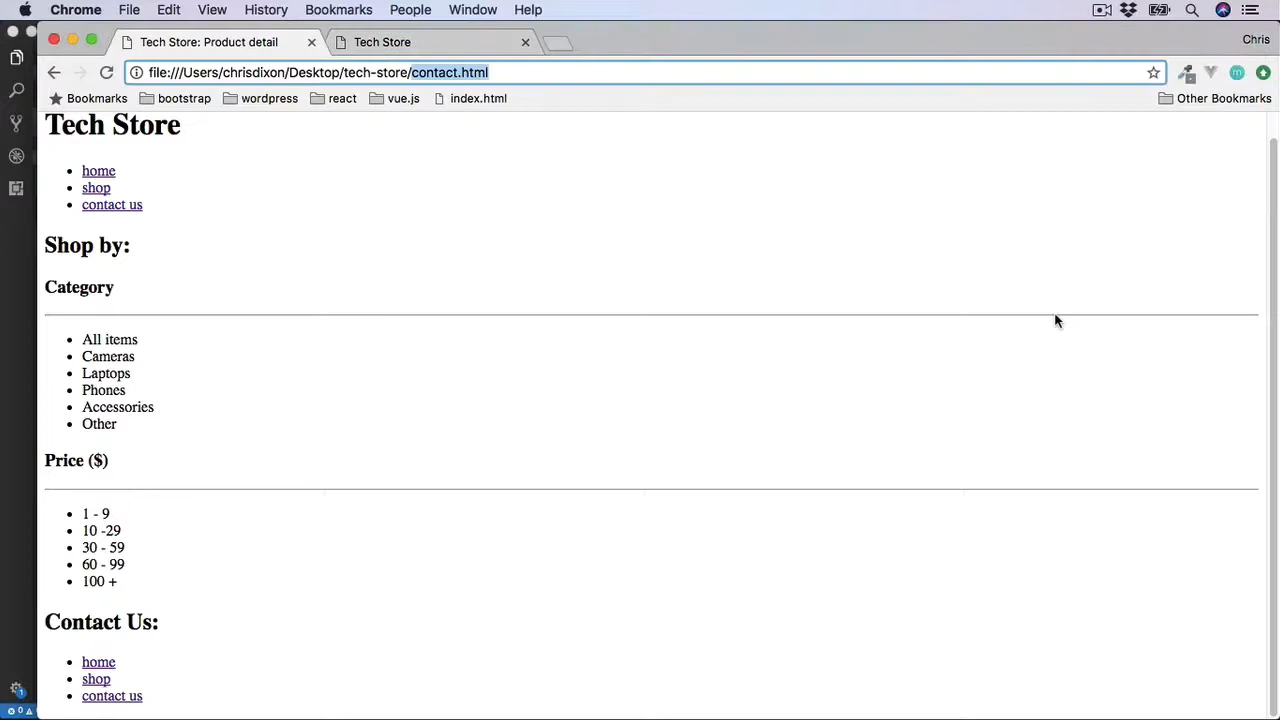 Chrome File Edit View History Bookmarks People Window Help
Tech Store: Product detail
Tech Store
Chris
file:///Users/chrisdixon/Desktop/tech-store/contact.html
Bookmarks
bootstrap
wordpress
react
vue.js
index.html
Other Bookmarks
Tech Store
home
shop
contact us
Shop by:
Category
All items
Cameras
Laptops
Phones
Accessories
Other
Price ($)
1 - 9
10 -29
30 - 59
60 - 99
100 +
Contact Us:
home
shop
contact us
1
0